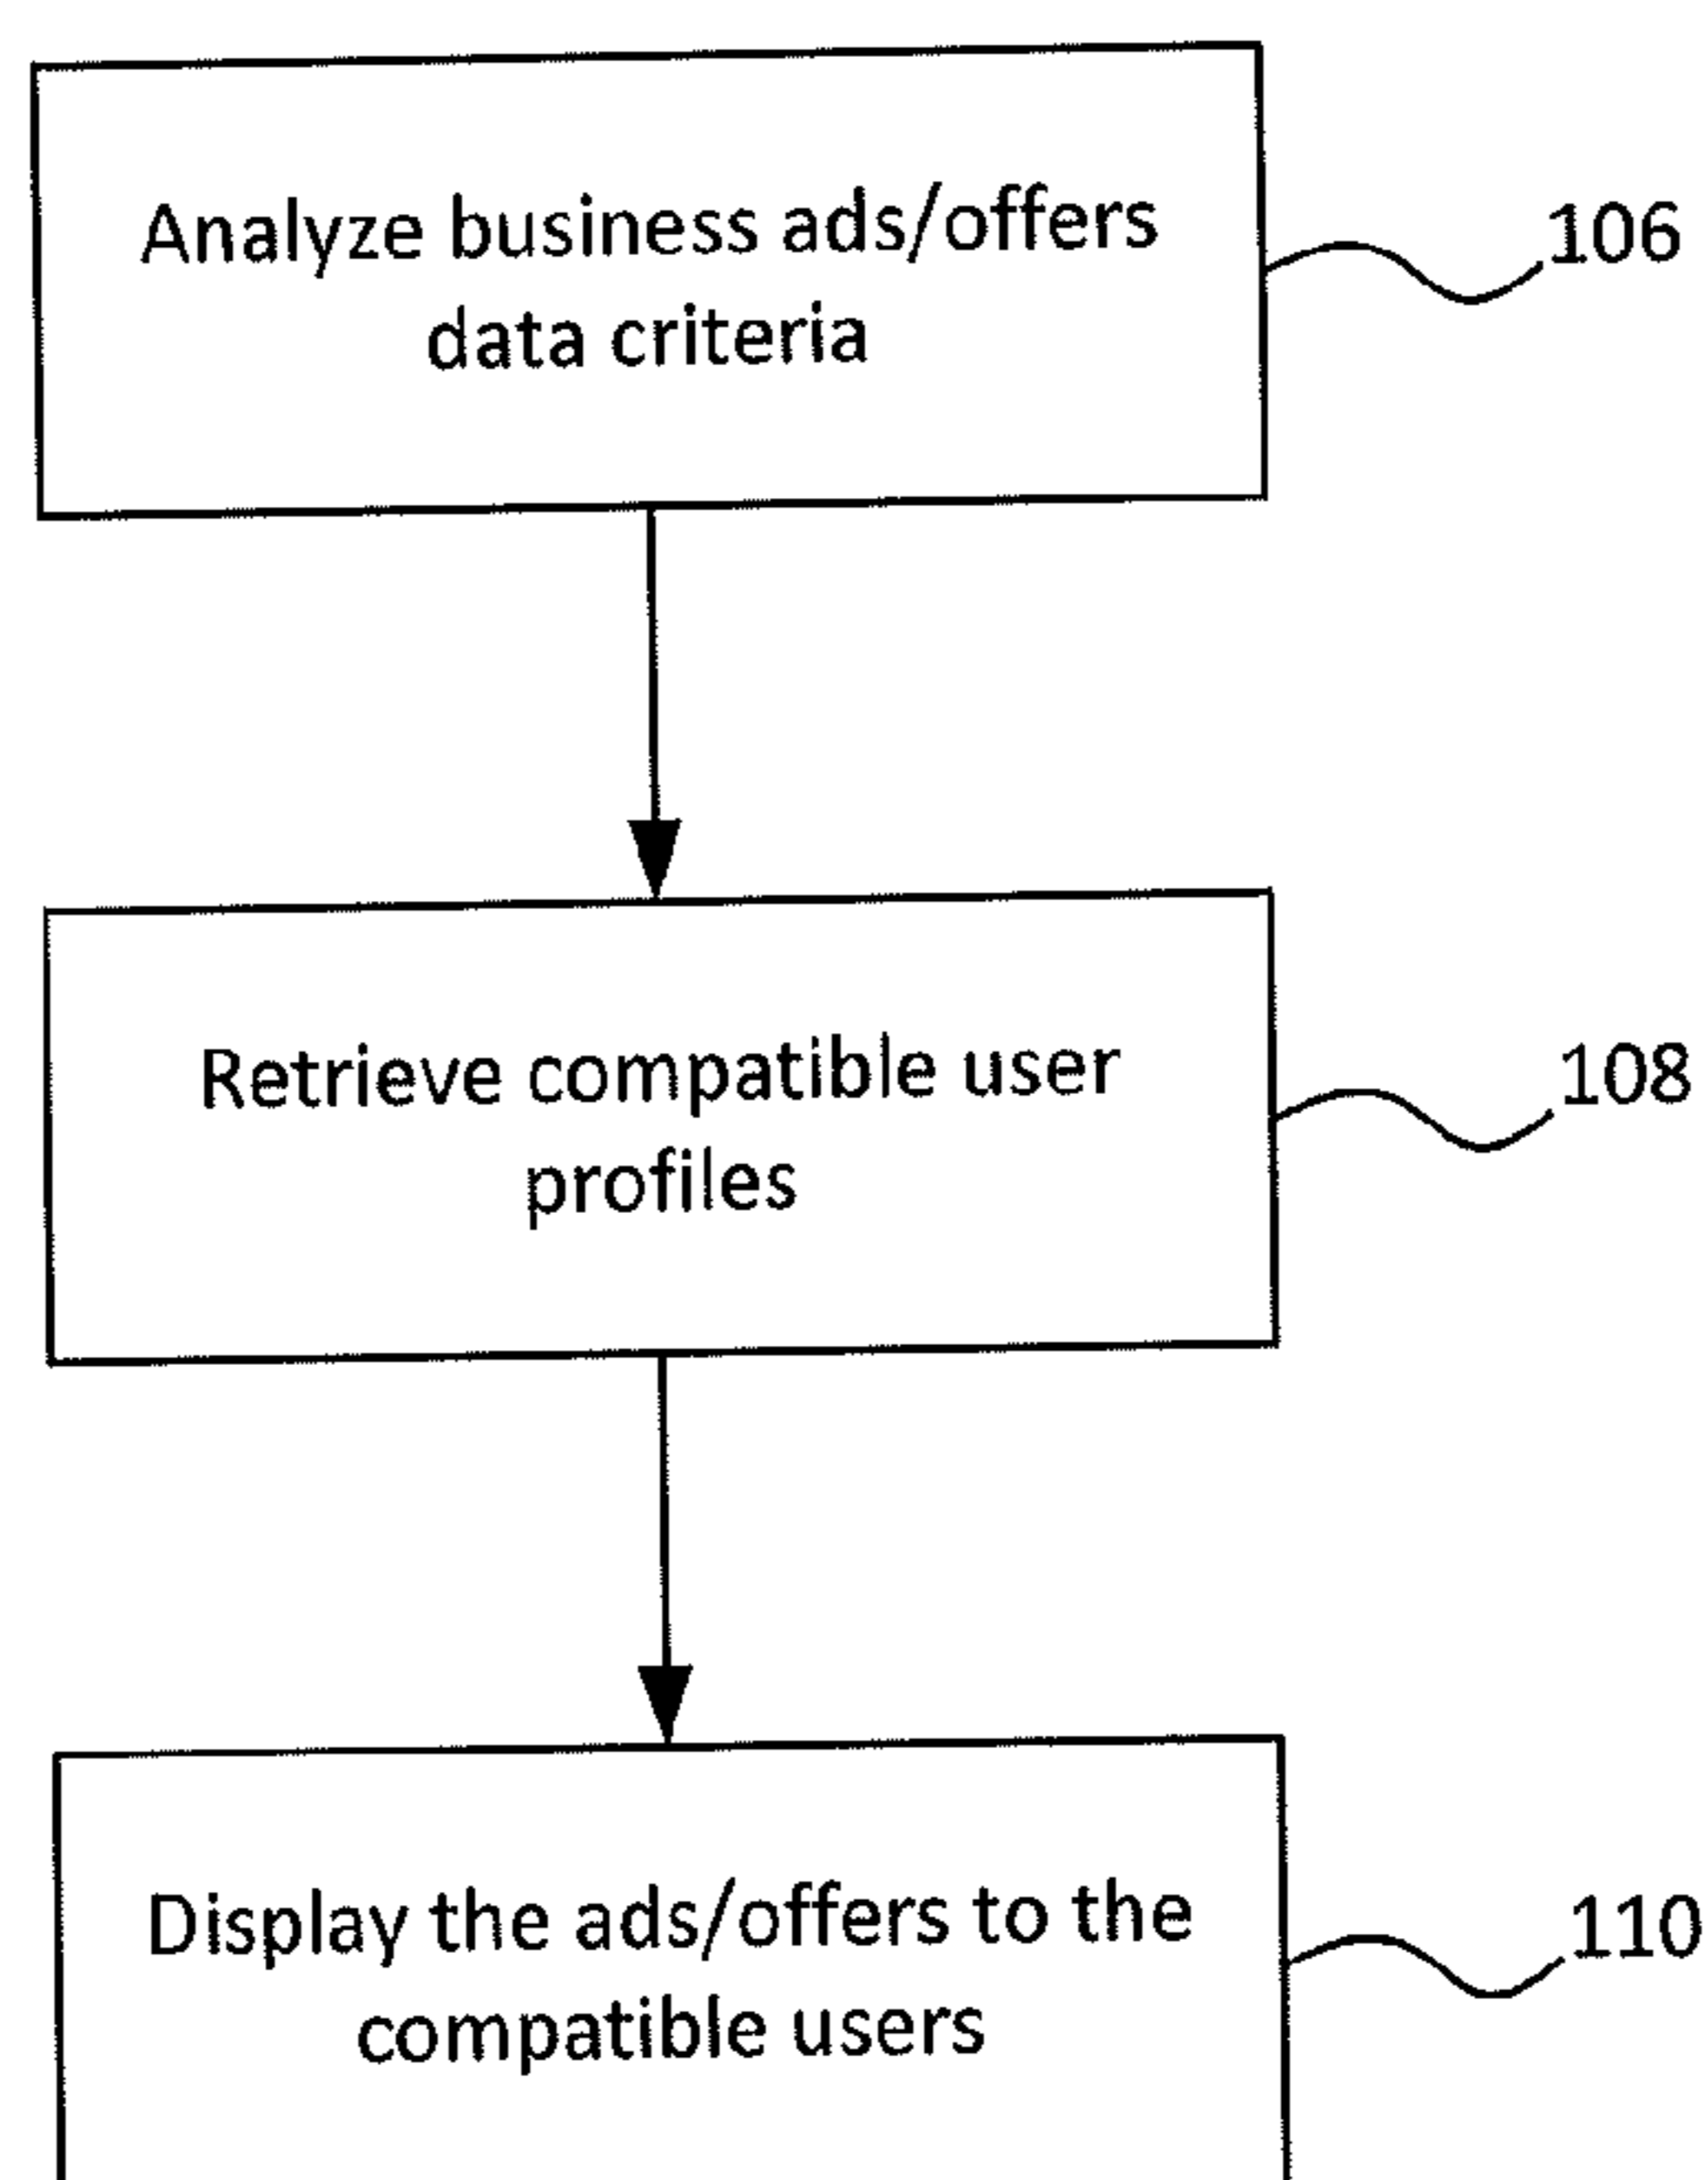 Analyze business ads/offers
data criteria
106
Retrieve compatible user
profiles
108
Display the ads/offers to the
compatible users
110